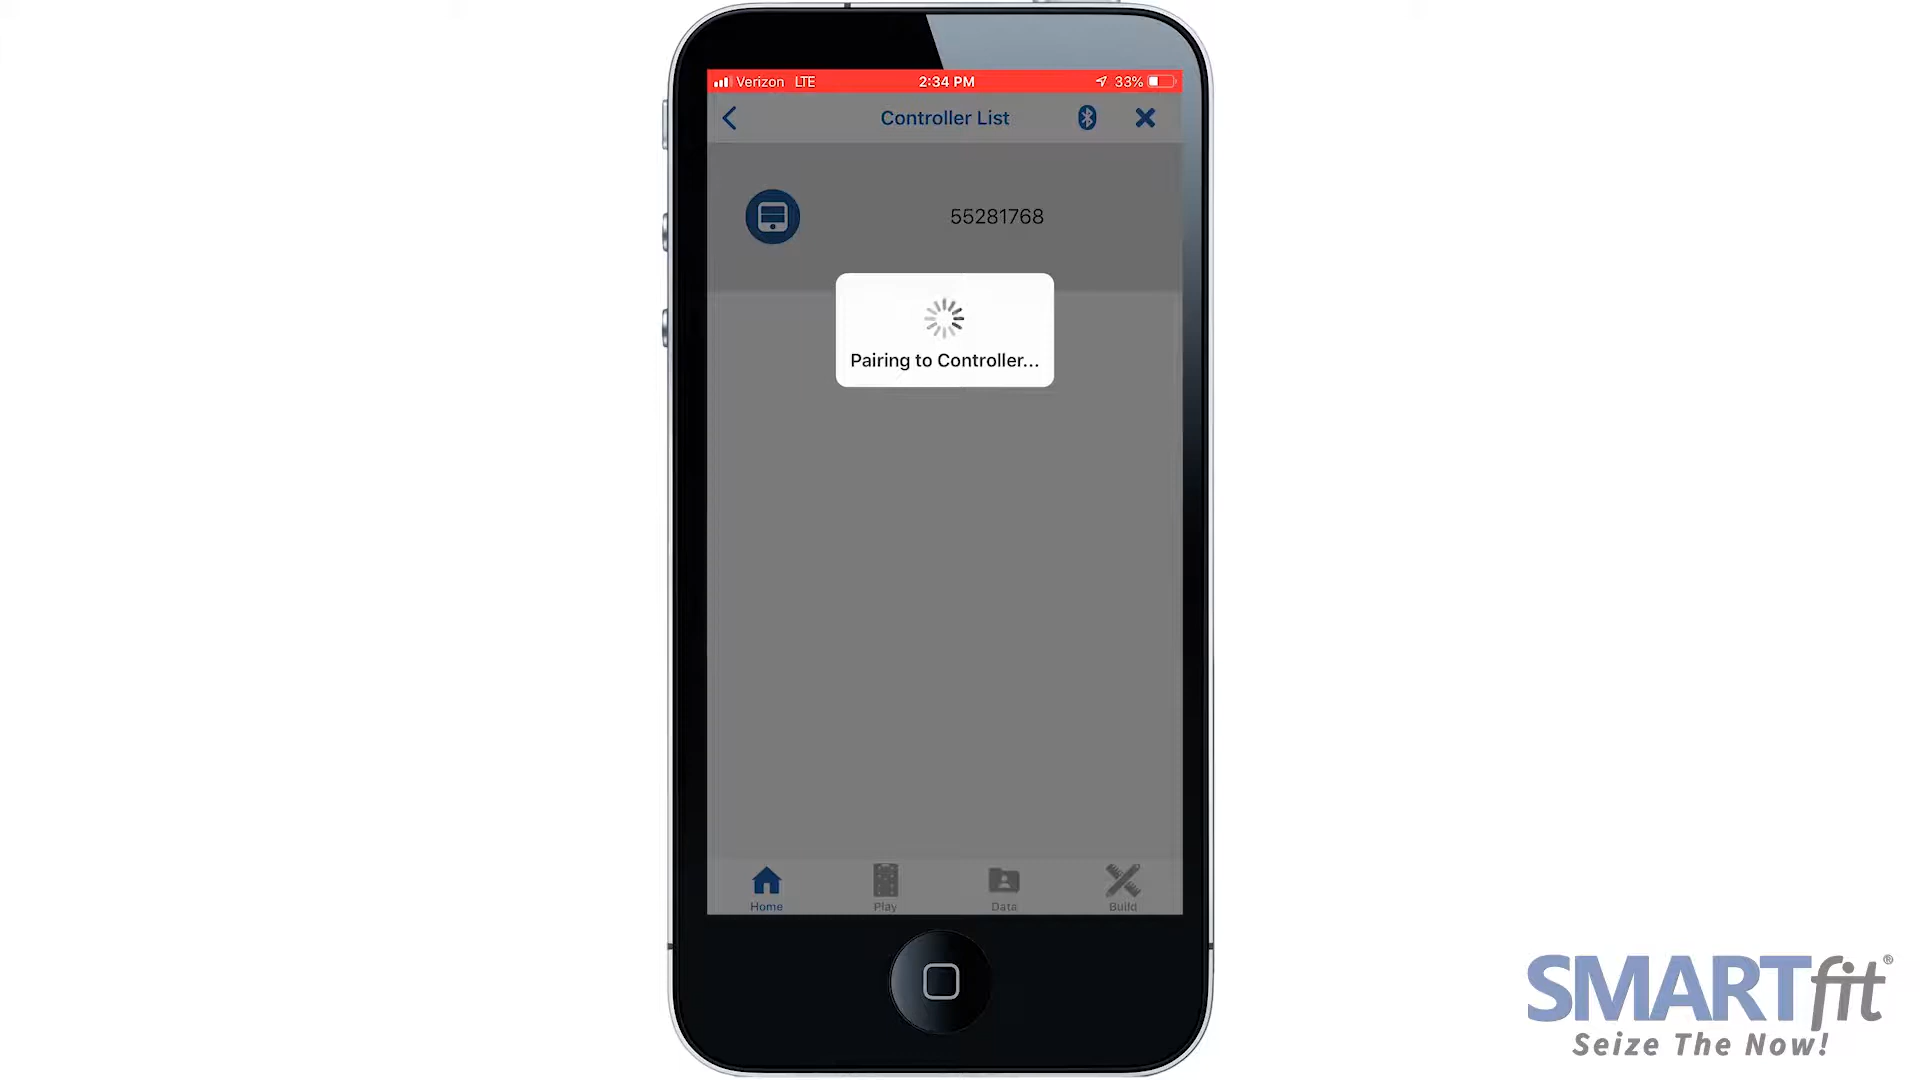 Verizon LTE 2:34 PM 33%
Controller List
55281768
Pairing to Controller...
Home Play Data Build
SMARTfit®
Seize The Now!